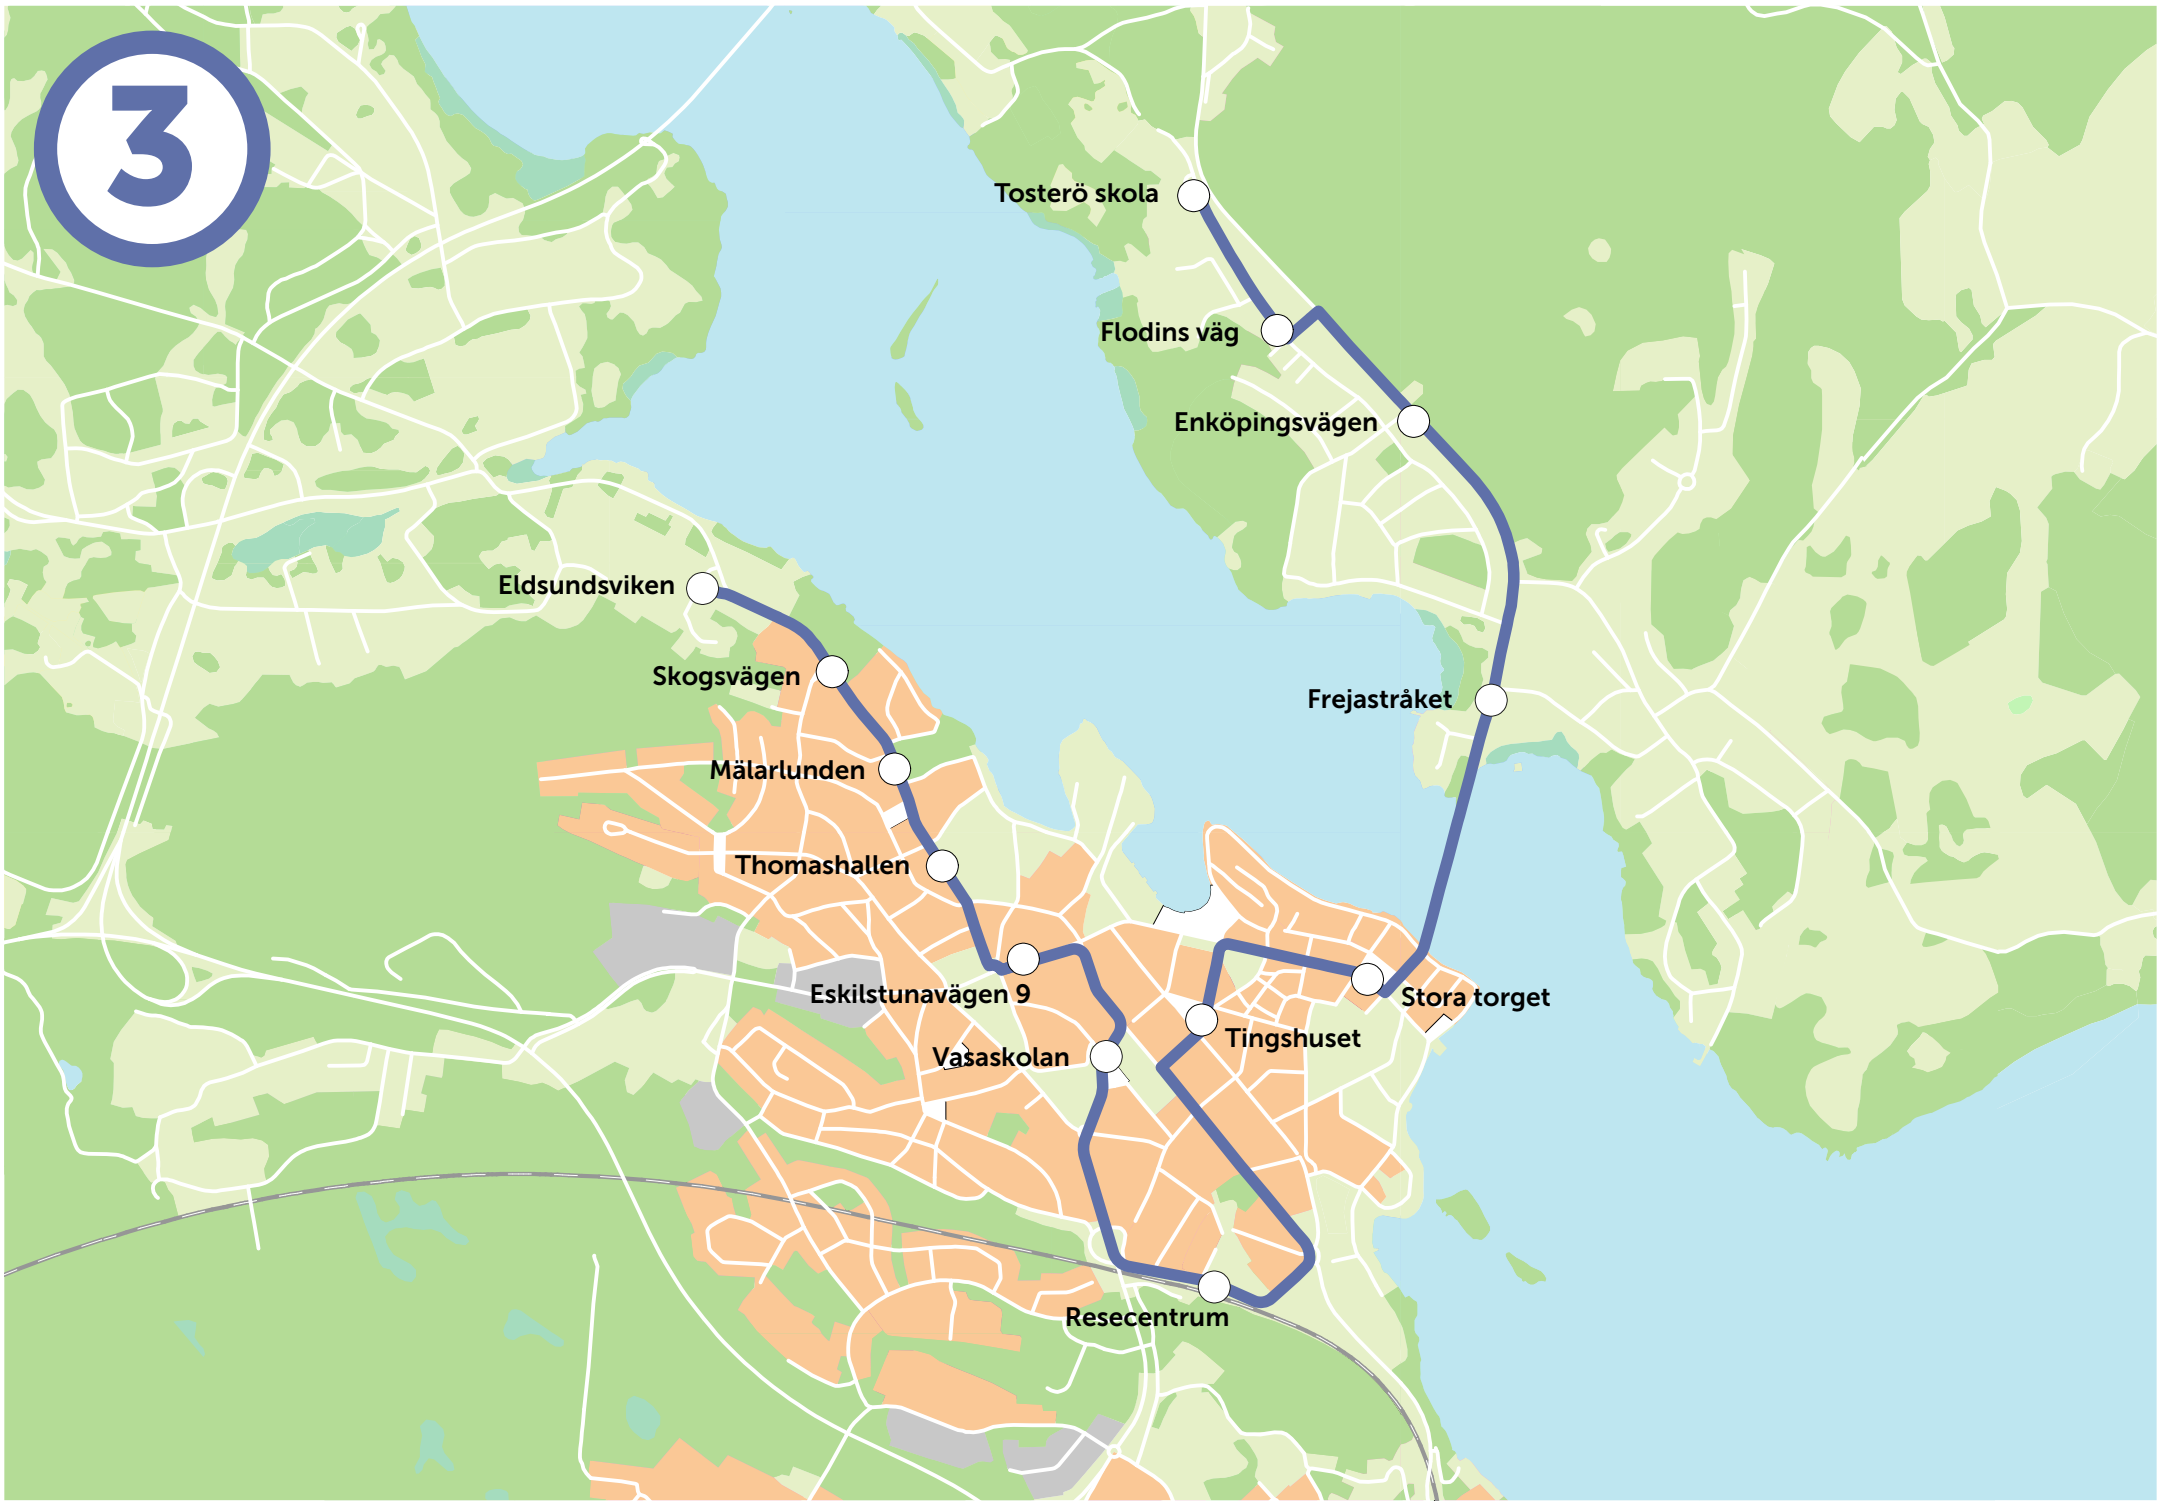 3
Tosterö skola
Flodins väg
Enköpingsvägen
Eldsundsviken
Skogsvägen
Frejastråket
Mälarlunden
Thomashallen
Eskilstunavägen 9
Stora torget
Tingshuset
Vasaskolan
Resecentrum